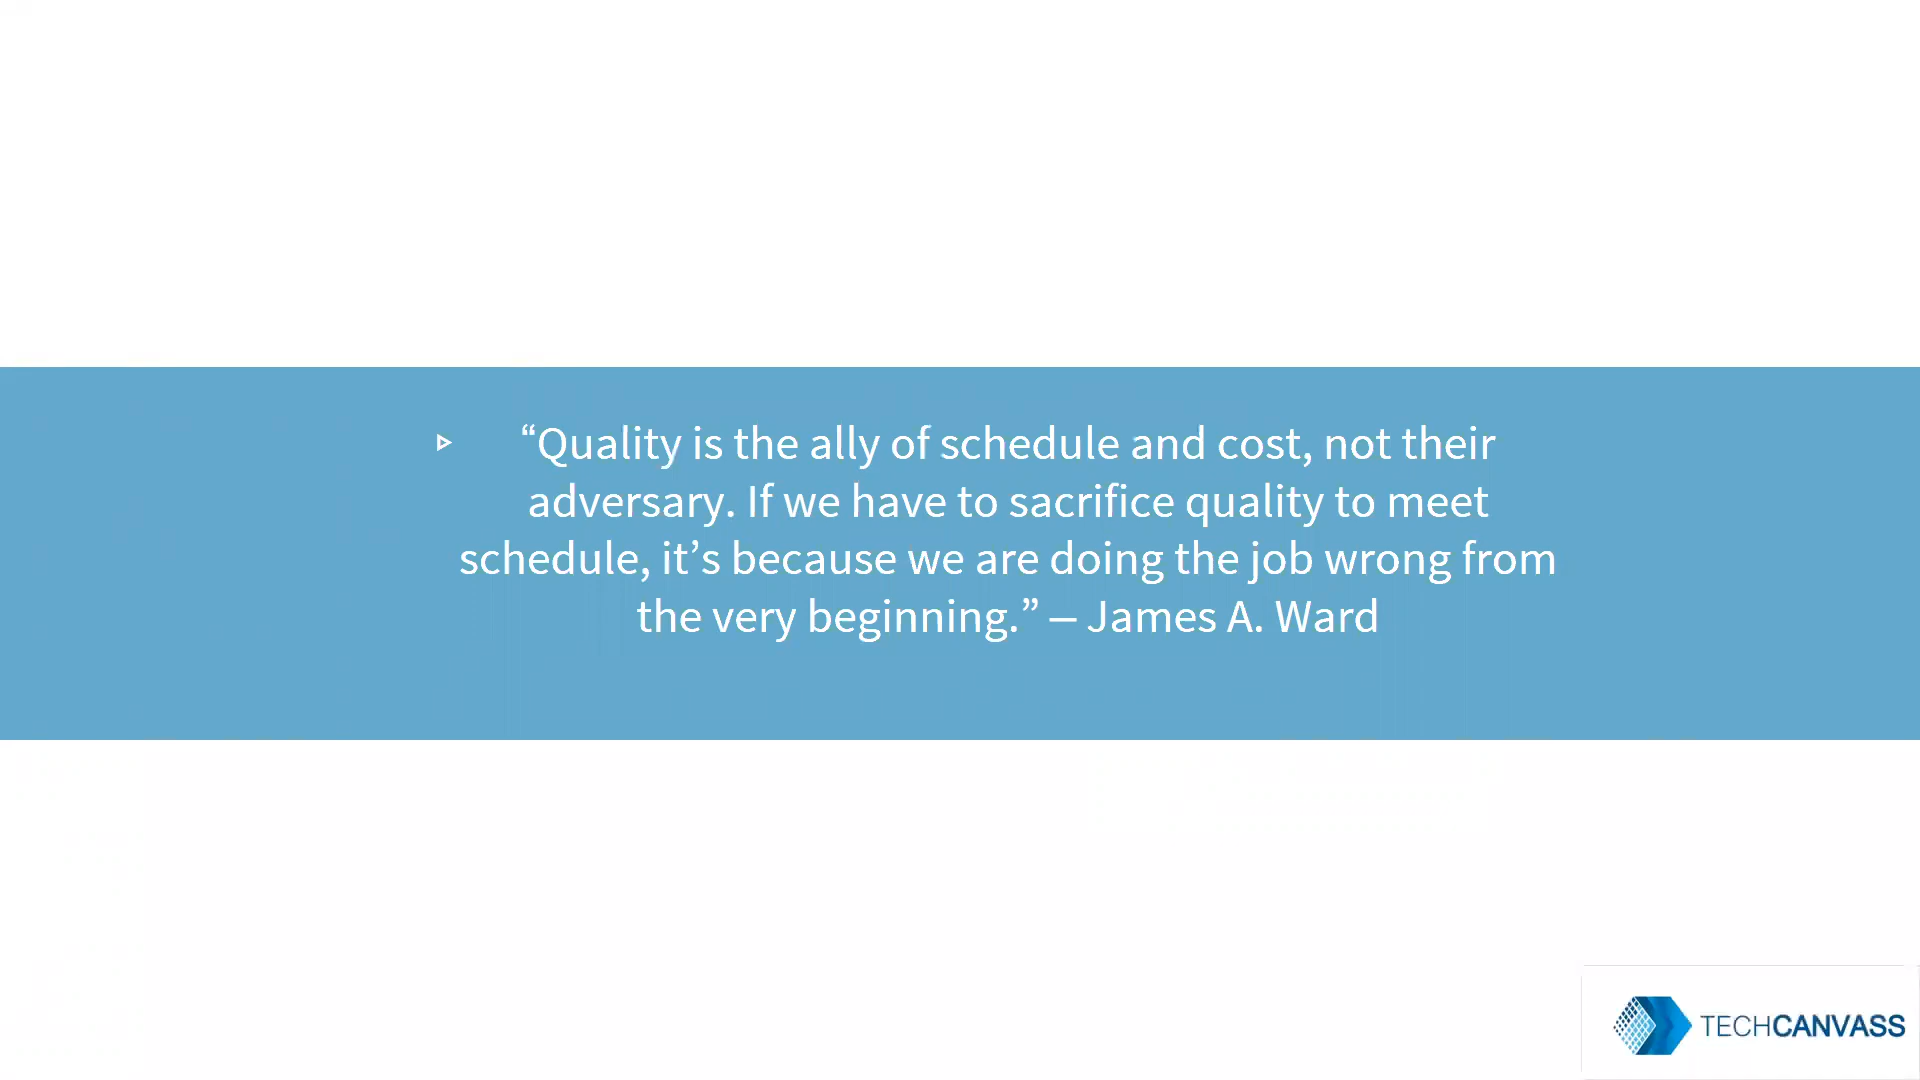 “Quality is the ally of schedule and cost, not their
adversary. If we have to sacrifice quality to meet
schedule, it’s because we are doing the job wrong from
the very beginning.” — James A. Ward
TECHCANVASS